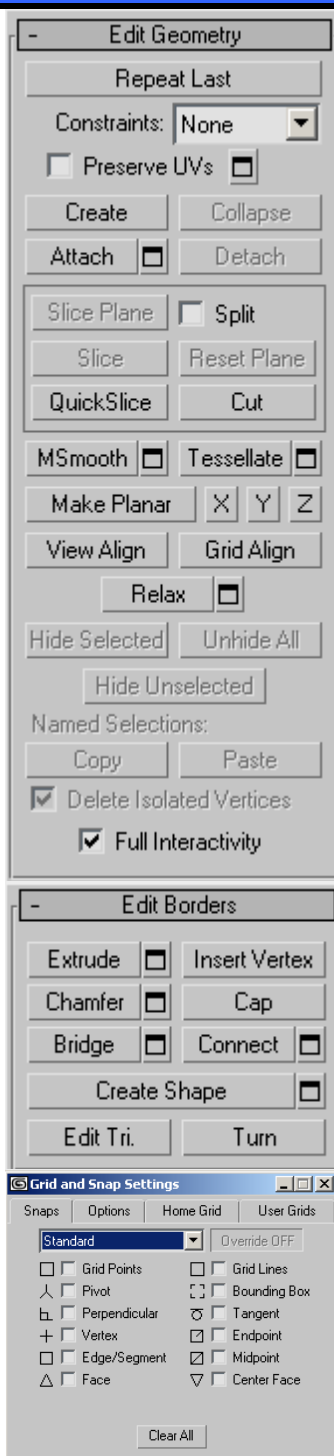 - Edit Geometry
Repeat Last
Constraints: None
Preserve UVs
Create Collapse
Attach Detach
Slice Plane Split
Slice Reset Plane
QuickSlice Cut
MSmooth Tessellate
Make Planar X Y Z
View Align Grid Align
Relax
Hide Selected Unhide All
Hide Unselected
Named Selections:
Copy Paste
Delete Isolated Vertices
Full Interactivity
- Edit Borders
Extrude Insert Vertex
Chamfer Cap
Bridge Connect
Create Shape
Edit Tri. Turn
Grid and Snap Settings
Snaps Options Home Grid User Grids
Standard Override OFF
Grid Points Grid Lines
Pivot Bounding Box
Perpendicular Tangent
Vertex Endpoint
Edge/Segment Midpoint
Face Center Face
Clear All